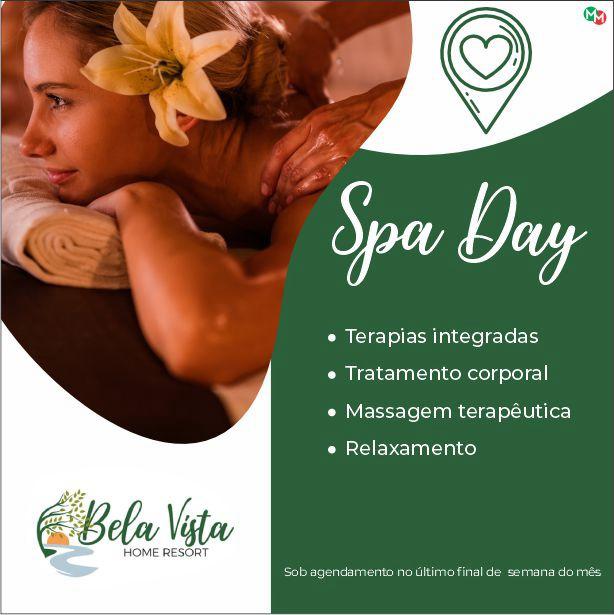 MM
Spa Day
• Terapias integradas
• Tratamento corporal
• Massagem terapêutica
• Relaxamento
Bela Vista
HOME RESORT
Sob agendamento no último final de semana do mês